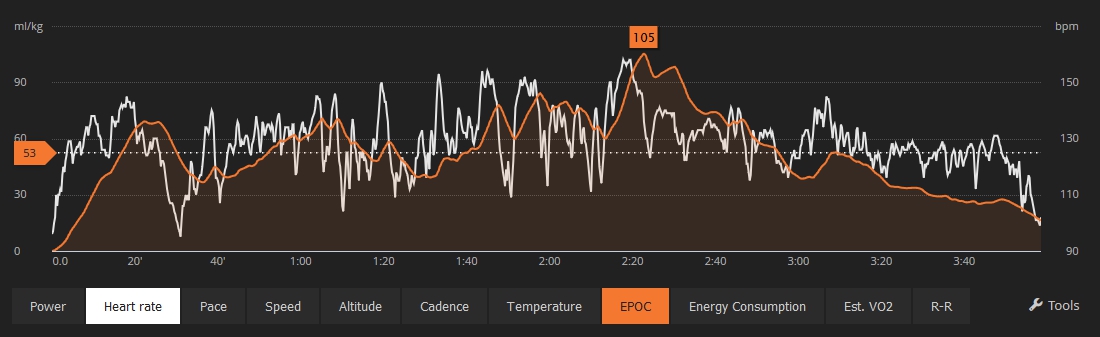 ml/kg 105 bpm
90 150
60 130
53
30 110
0 90
0.0 20' 40' 1:00 1:20 1:40 2:00 2:20 2:40 3:00 3:20 3:40
Power Heart rate Pace Speed Altitude Cadence Temperature EPOC Energy Consumption Est. VO2 R-R Tools